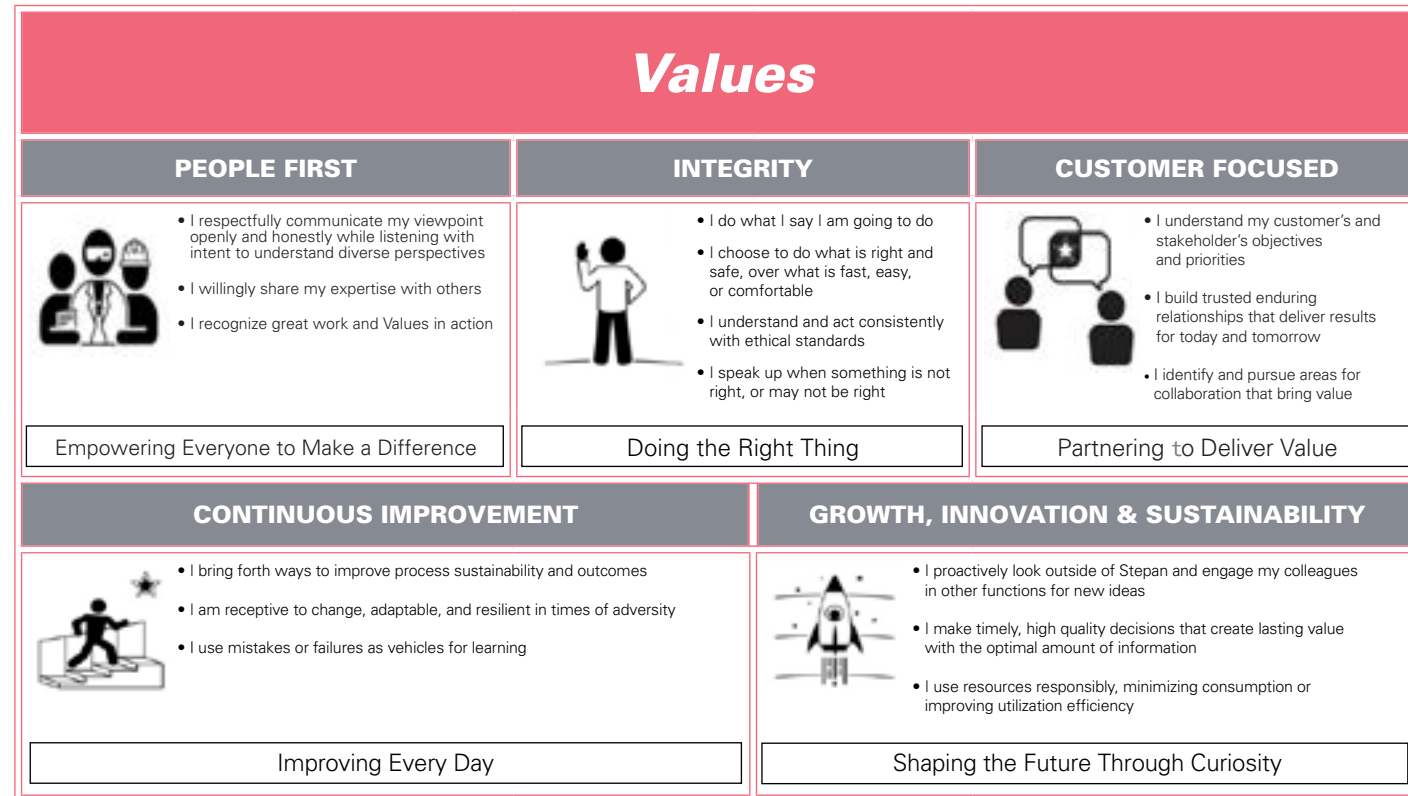 Values
PEOPLE FIRST
• I respectfully communicate my viewpoint
openly and honestly while listening with
intent to understand diverse perspectives
• I willingly share my expertise with others
• I recognize great work and Values in action
Empowering Everyone to Make a Difference
INTEGRITY
• I do what I say I am going to do
• I choose to do what is right and
safe, over what is fast, easy,
or comfortable
• I understand and act consistently
with ethical standards
• I speak up when something is not
right, or may not be right
Doing the Right Thing
CUSTOMER FOCUSED
• I understand my customer's and
stakeholder's objectives
and priorities
• I build trusted enduring
relationships that deliver results
for today and tomorrow
• I identify and pursue areas for
collaboration that bring value
Partnering to Deliver Value
CONTINUOUS IMPROVEMENT
• I bring forth ways to improve process sustainability and outcomes
• I am receptive to change, adaptable, and resilient in times of adversity
• I use mistakes or failures as vehicles for learning
Improving Every Day
GROWTH, INNOVATION & SUSTAINABILITY
• I proactively look outside of Stepan and engage my colleagues
in other functions for new ideas
• I make timely, high quality decisions that create lasting value
with the optimal amount of information
• I use resources responsibly, minimizing consumption or
improving utilization efficiency
Shaping the Future Through Curiosity